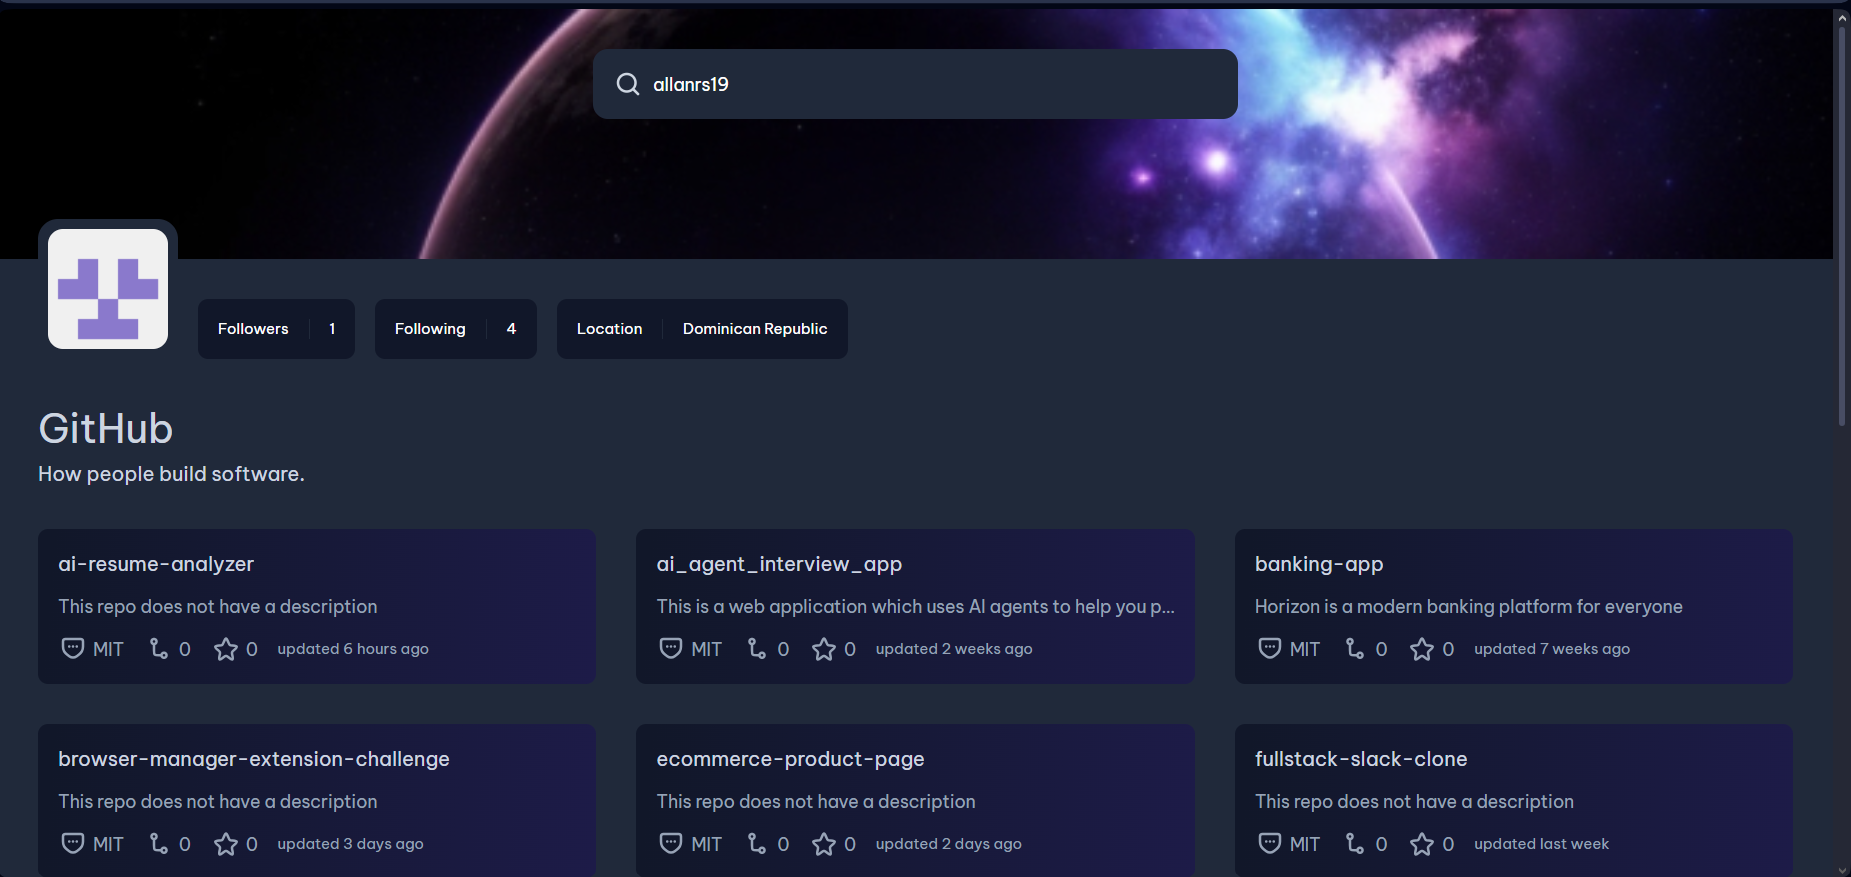 allanrs19
Followers 1
Following 4
Location Dominican Republic
GitHub
How people build software.
ai-resume-analyzer
This repo does not have a description
MIT 0 0 updated 6 hours ago
ai_agent_interview_app
This is a web application which uses AI agents to help you p...
MIT 0 0 updated 2 weeks ago
banking-app
Horizon is a modern banking platform for everyone
MIT 0 0 updated 7 weeks ago
browser-manager-extension-challenge
This repo does not have a description
MIT 0 0 updated 3 days ago
ecommerce-product-page
This repo does not have a description
MIT 0 0 updated 2 days ago
fullstack-slack-clone
This repo does not have a description
MIT 0 0 updated last week